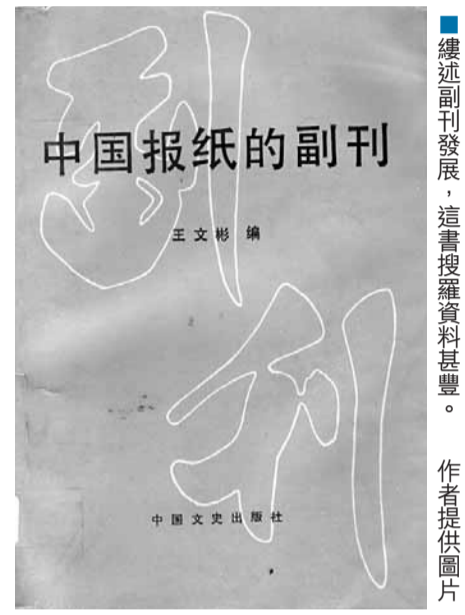 中国报纸的副刊
王文彬 编
中国文史出版社
副刊
■縷述副刊發展，這書搜羅資料甚豐。 作者提供圖片